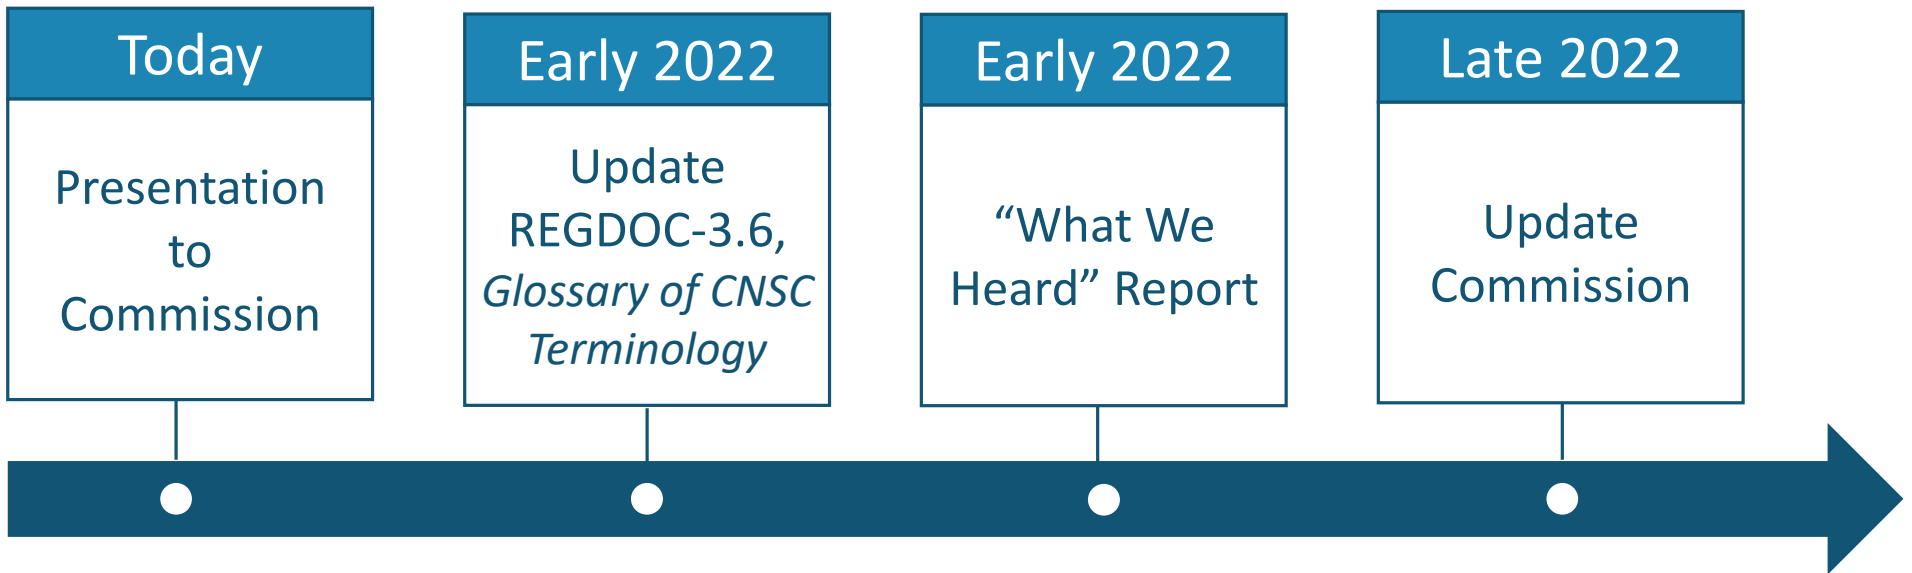 Today
Presentation
to
Commission
Early 2022
Update
REGDOC-3.6,
Glossary of CNSC
Terminology
Early 2022
“What We
Heard” Report
Late 2022
Update
Commission